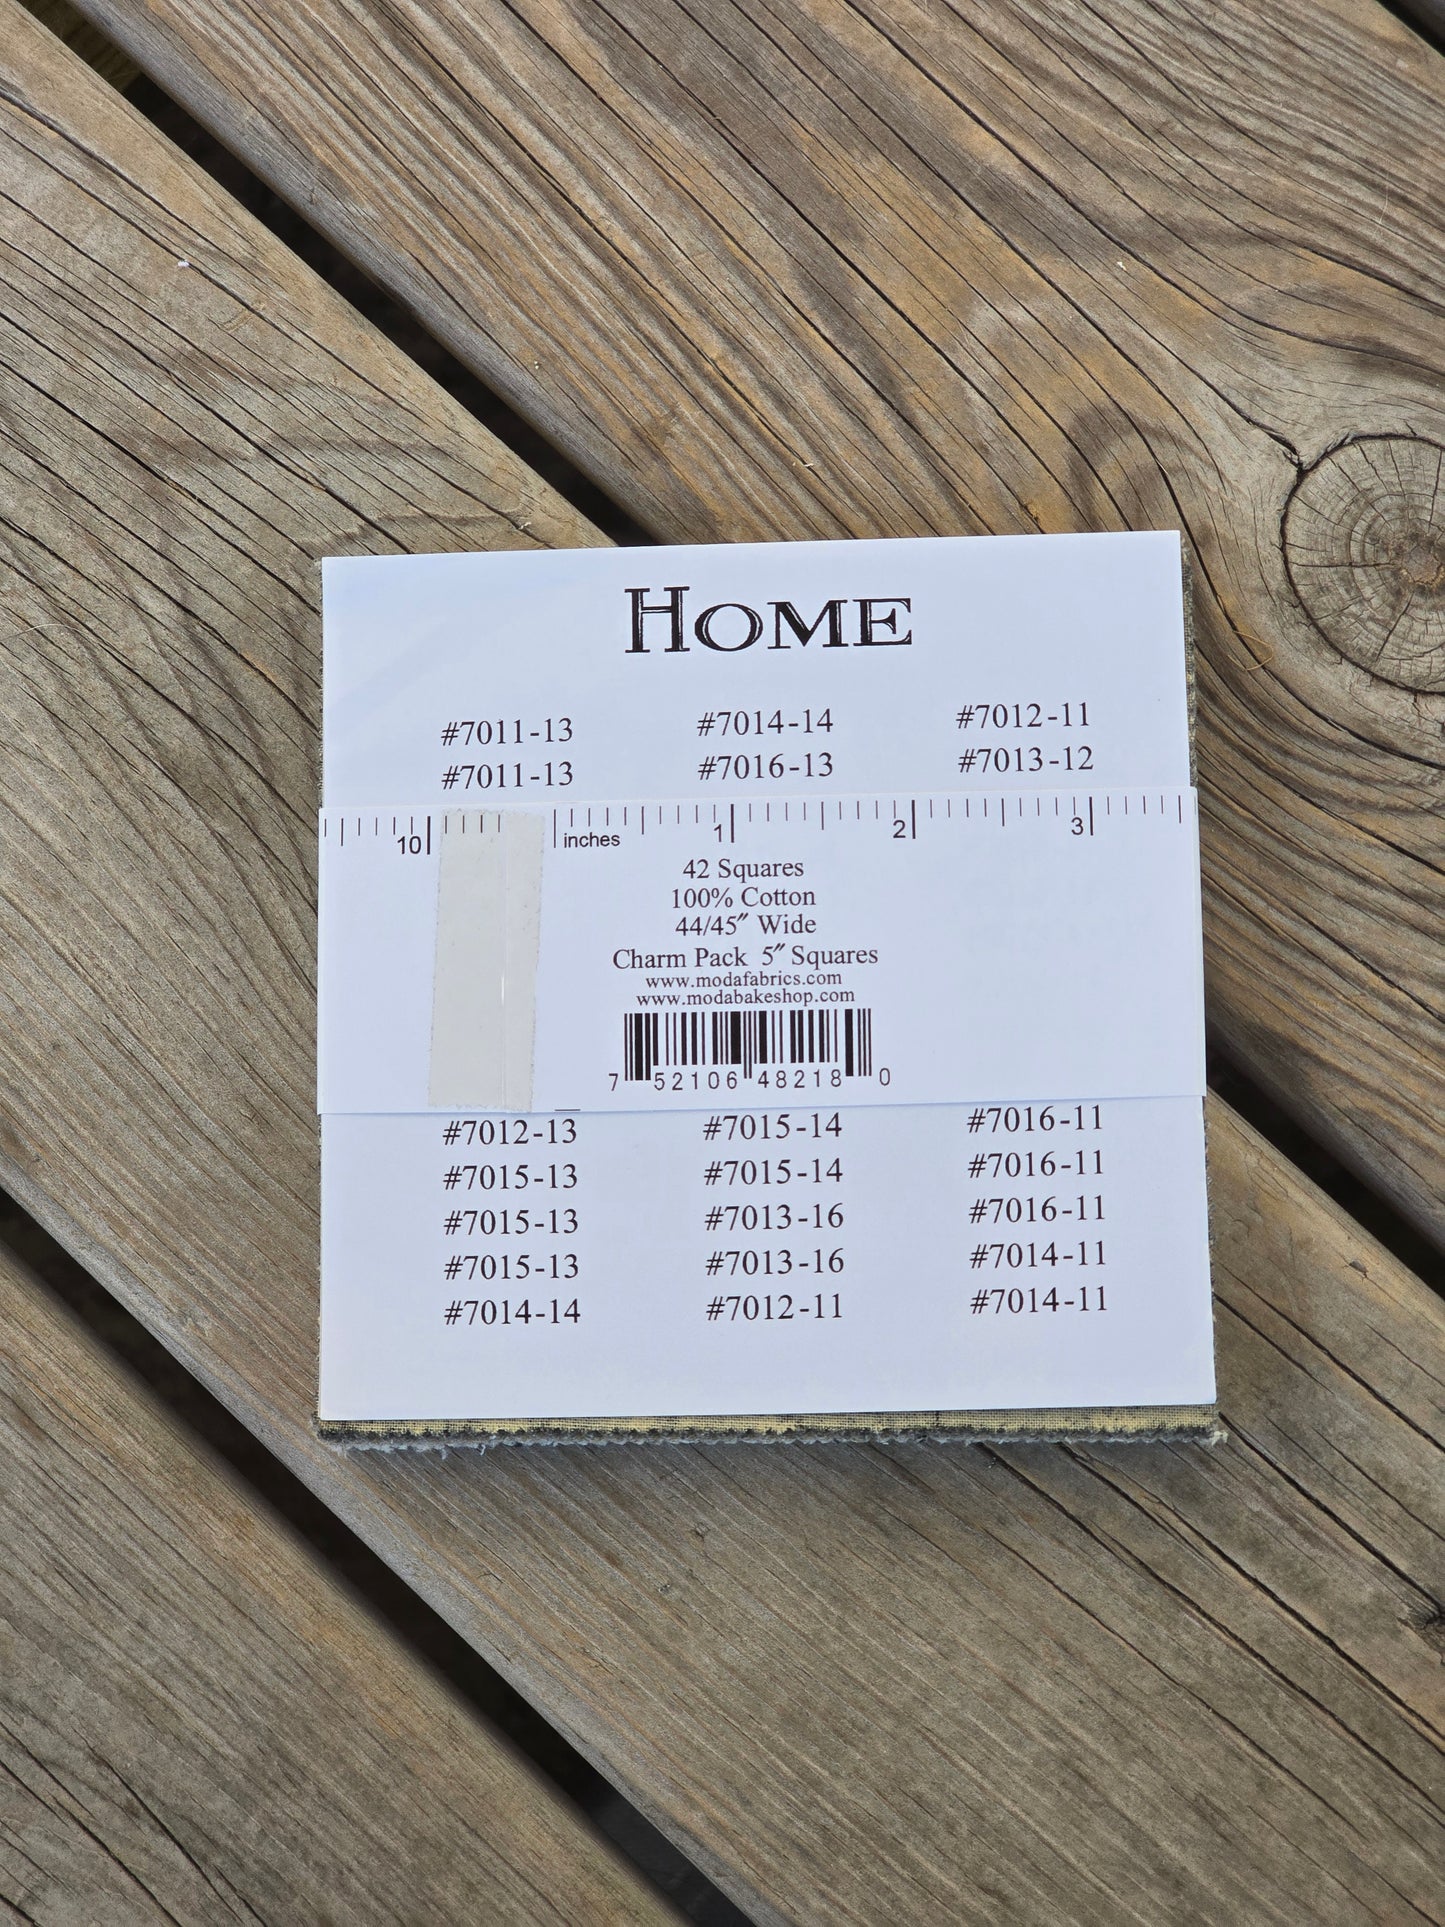 HOME
#7011-13 #7014-14 #7012-11
#7011-13 #7016-13 #7013-12
10 inches 1 2 3
42 Squares
100% Cotton
44/45″ Wide
Charm Pack 5″ Squares
www.modafabrics.com
www.modabakeshop.com
7 52106 48218 0
#7012-13 #7015-14 #7016-11
#7015-13 #7015-14 #7016-11
#7015-13 #7013-16 #7016-11
#7015-13 #7013-16 #7014-11
#7014-14 #7012-11 #7014-11